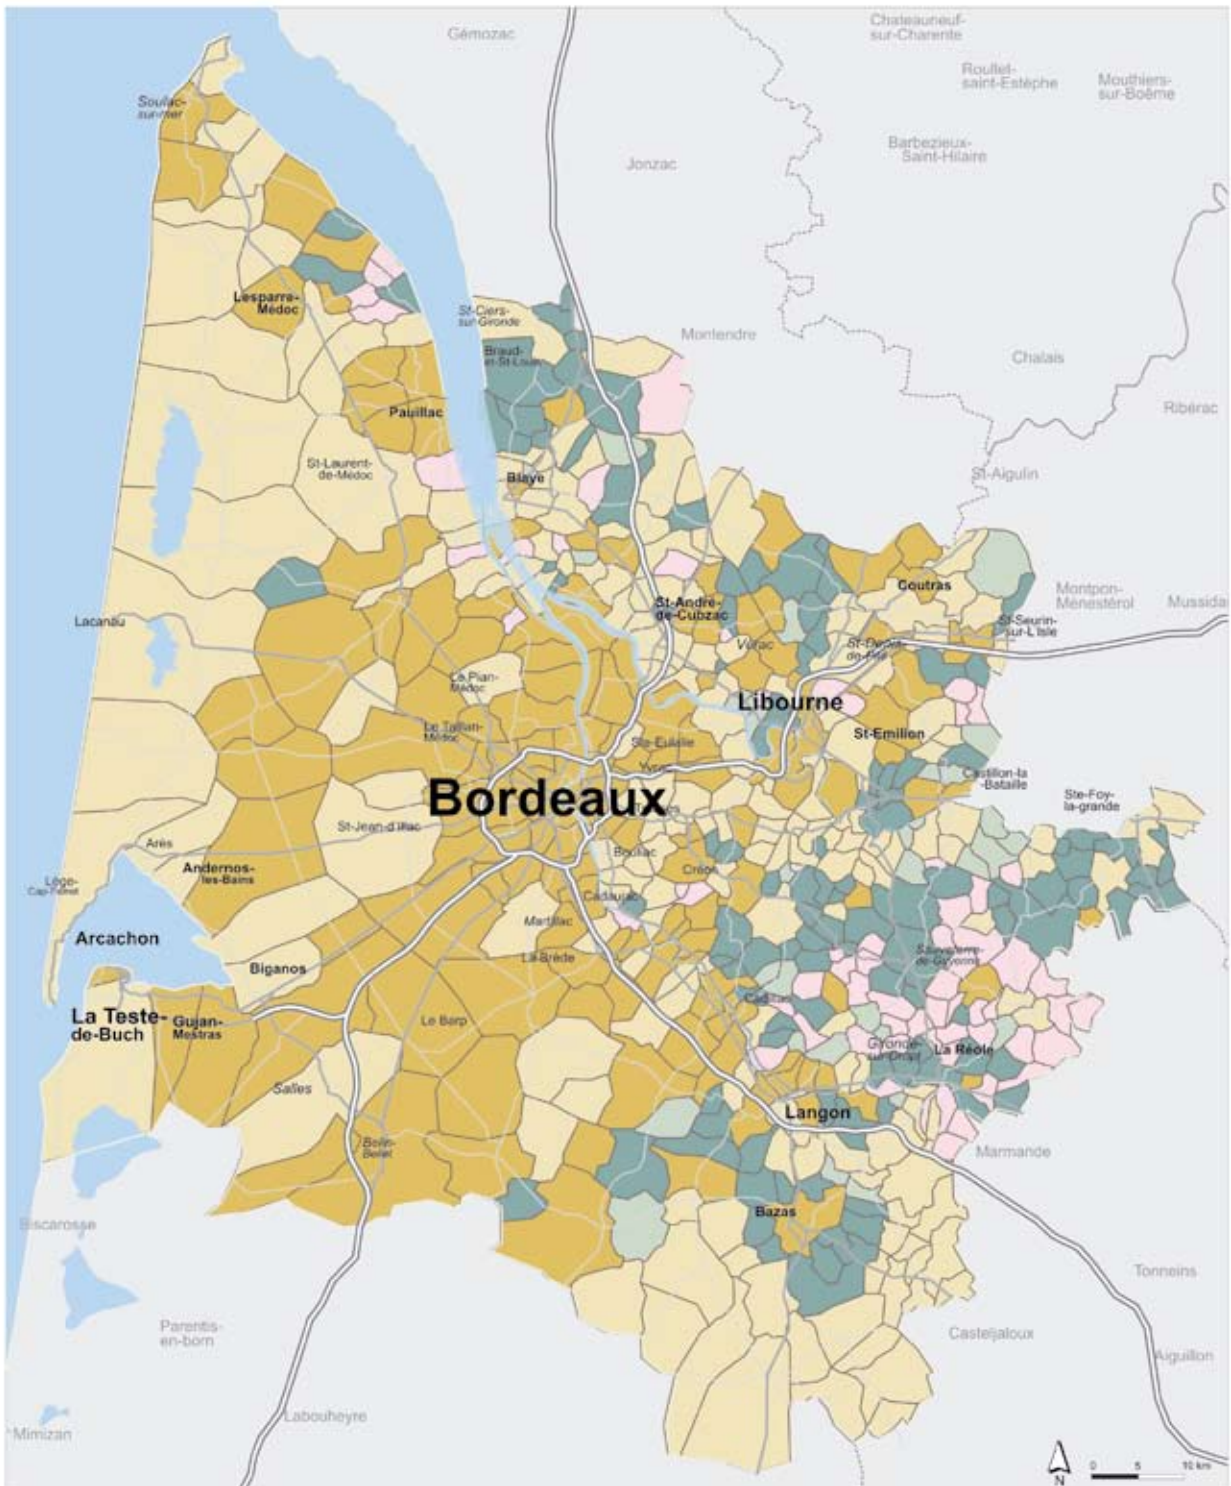 Gémozac
Chateauneuf-
sur-Charente
Roullet-
saint-Estèphe
Mouthiers-
sur-Boême
Soulac-
sur-mer
Barbezieux-
Saint-Hilaire
Jonzac
Lesparre-
Médoc
St-Ciers-
sur-Gironde
Montendre
Chalais
Braud-
et-St-Louis
Ribérac
Pauillac
St-Laurent-
de-Médoc
Blaye
St-Aigulin
Coutras
Montpon-
Ménestérol
Mussida
St-André-
de-Cubzac
Lacanau
St-Seurin-
sur-L'Isle
Vérac
St-Denis-
de-Pile
Le Pian-
Médoc
Libourne
Le Taillan-
Médoc
St-Emilion
Ste-Eulalie
Yvrac
Castillon-la
-Bataille
Bordeaux
Ste-Foy-
la-grande
St-Jean-d'Illac
Arès
Bouliac
Andernos-
les-Bains
Créon
Lège-
Cap-Ferret
Cadaujac
Martillac
Arcachon
Sauveterre-
de-Guyenne
La Brède
Biganos
Cadillac
La Teste-
de-Buch
Gujan-
Mestras
Le Barp
Gironde-
sur-Dropt
La Réole
Salles
Langon
Belin-
Beliet
Marmande
Bazas
Biscarosse
Tonneins
Parentis-
en-born
Casteljaloux
Aiguillon
Labouheyre
Mimizan
N
0 5 10 km